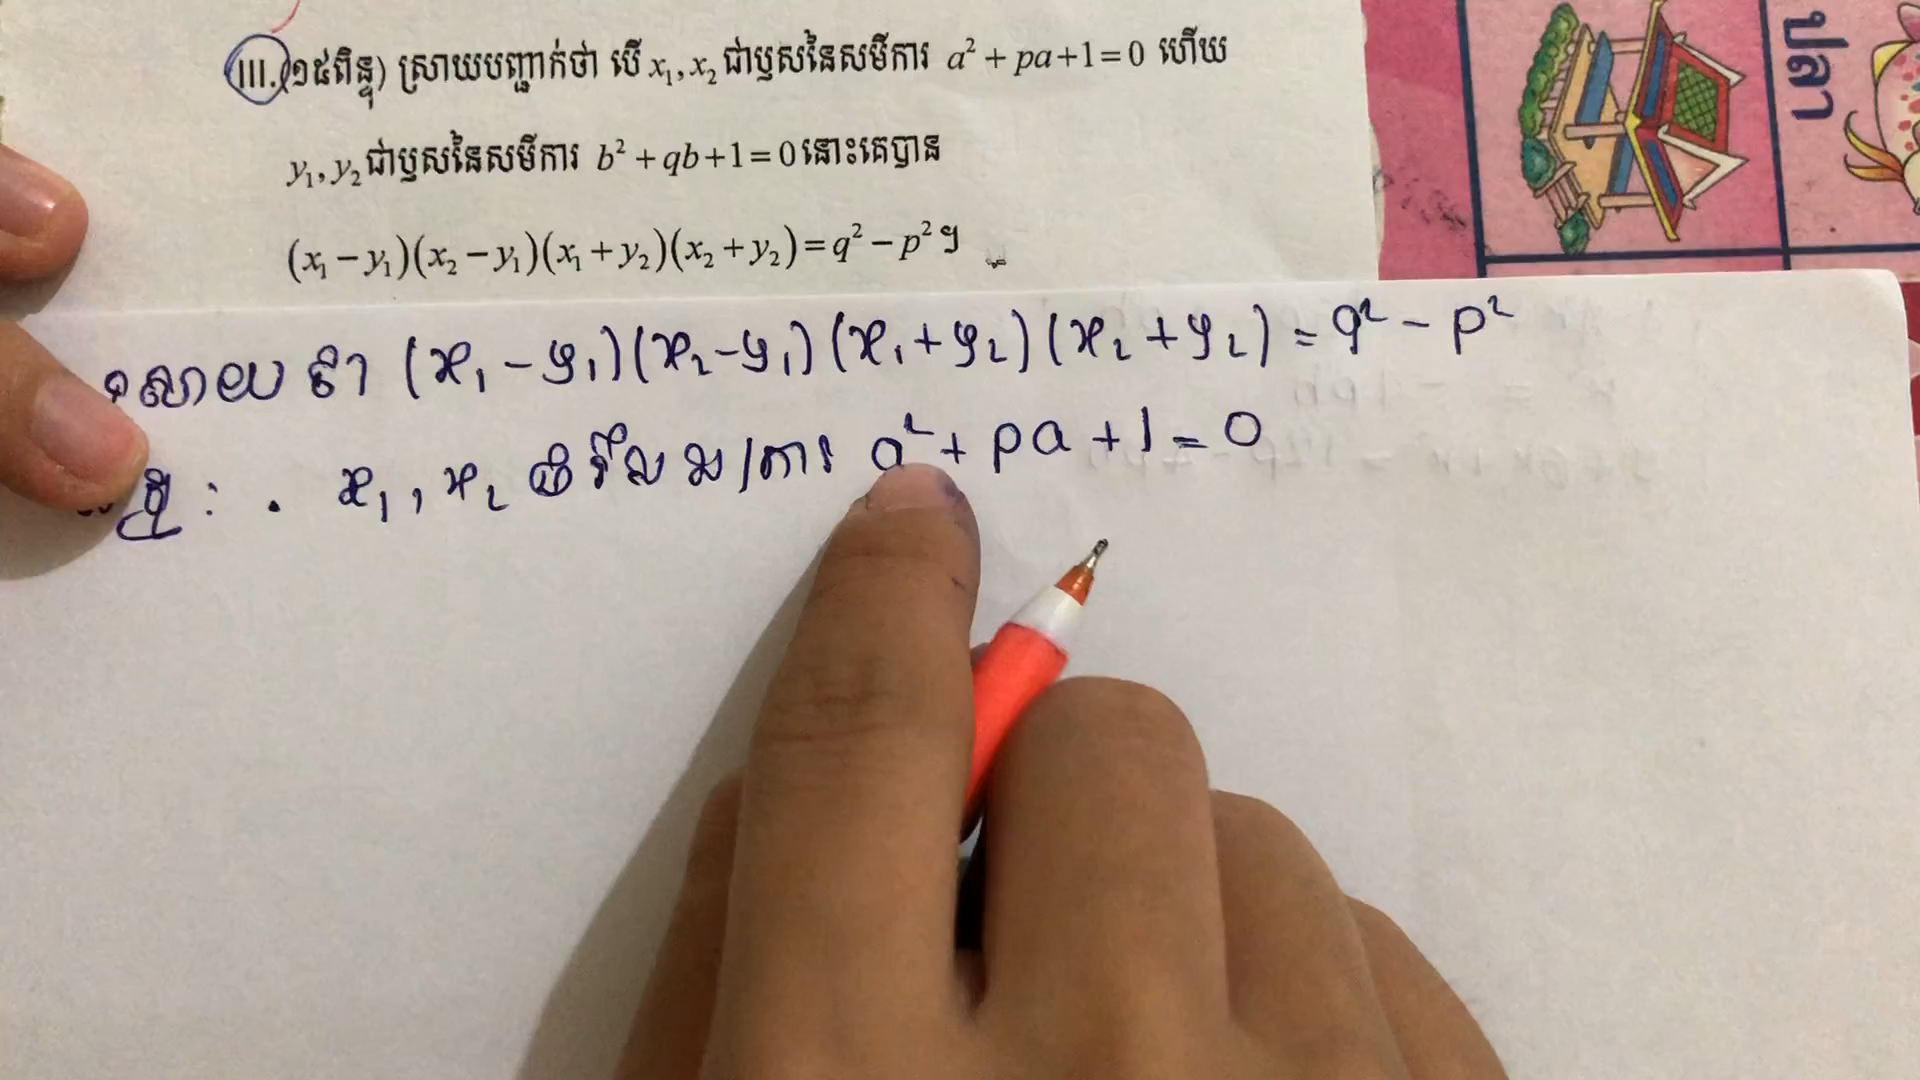 III.(១៥ពិន្ទុ) ស្រាយបញ្ជាក់ថា បើ x₁, x₂ ជាឫសនៃសមីការ a² + pa + 1 = 0 ហើយ
y₁, y₂ ជាឫសនៃសមីការ b² + qb + 1 = 0 នោះគេបាន
(x₁ − y₁)(x₂ − y₁)(x₁ + y₂)(x₂ + y₂) = q² − p² ។
ស្រាយ ថា (x₁ − y₁)(x₂ − y₁)(x₁ + y₂)(x₂ + y₂) = q² − p²
: . x₁, x₂ a² + pa + 1 = 0
ปลา